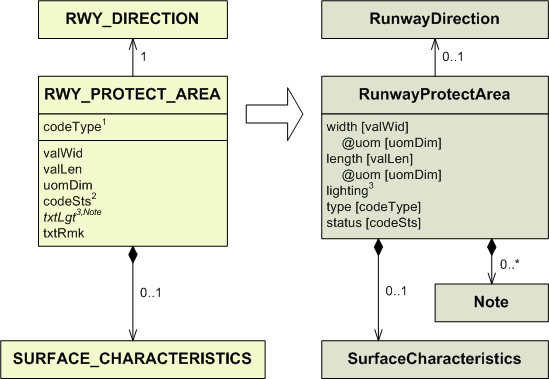 RWY_DIRECTION
1
RWY_PROTECT_AREA
codeType1
valWid
valLen
uomDim
codeSts2
txtLgt3,Note
txtRmk
0..1
SURFACE_CHARACTERISTICS
RunwayDirection
0..1
RunwayProtectArea
width [valWid]
@uom [uomDim]
length [valLen]
@uom [uomDim]
lighting3
type [codeType]
status [codeSts]
0..1
0..*
Note
SurfaceCharacteristics